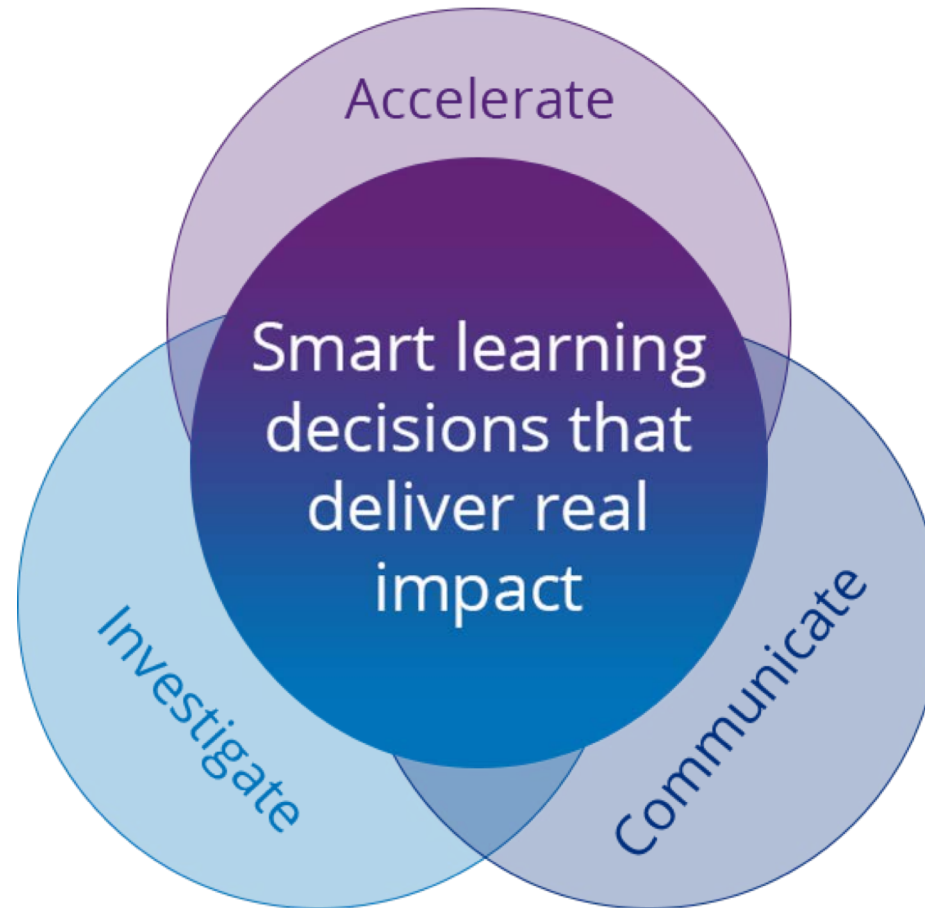 Accelerate
Smart learning
decisions that
deliver real
impact
Investigate
Communicate